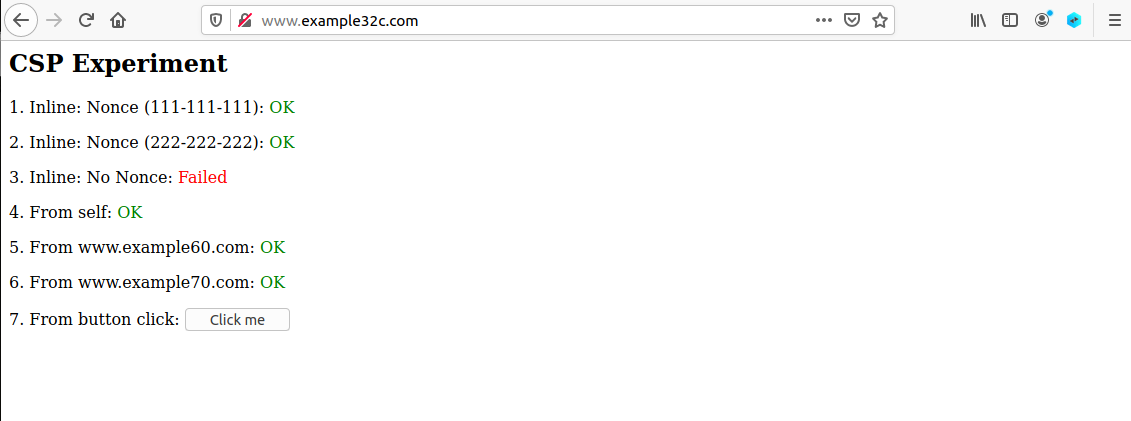 www.example32c.com
CSP Experiment
1. Inline: Nonce (111-111-111): OK
2. Inline: Nonce (222-222-222): OK
3. Inline: No Nonce: Failed
4. From self: OK
5. From www.example60.com: OK
6. From www.example70.com: OK
7. From button click: Click me